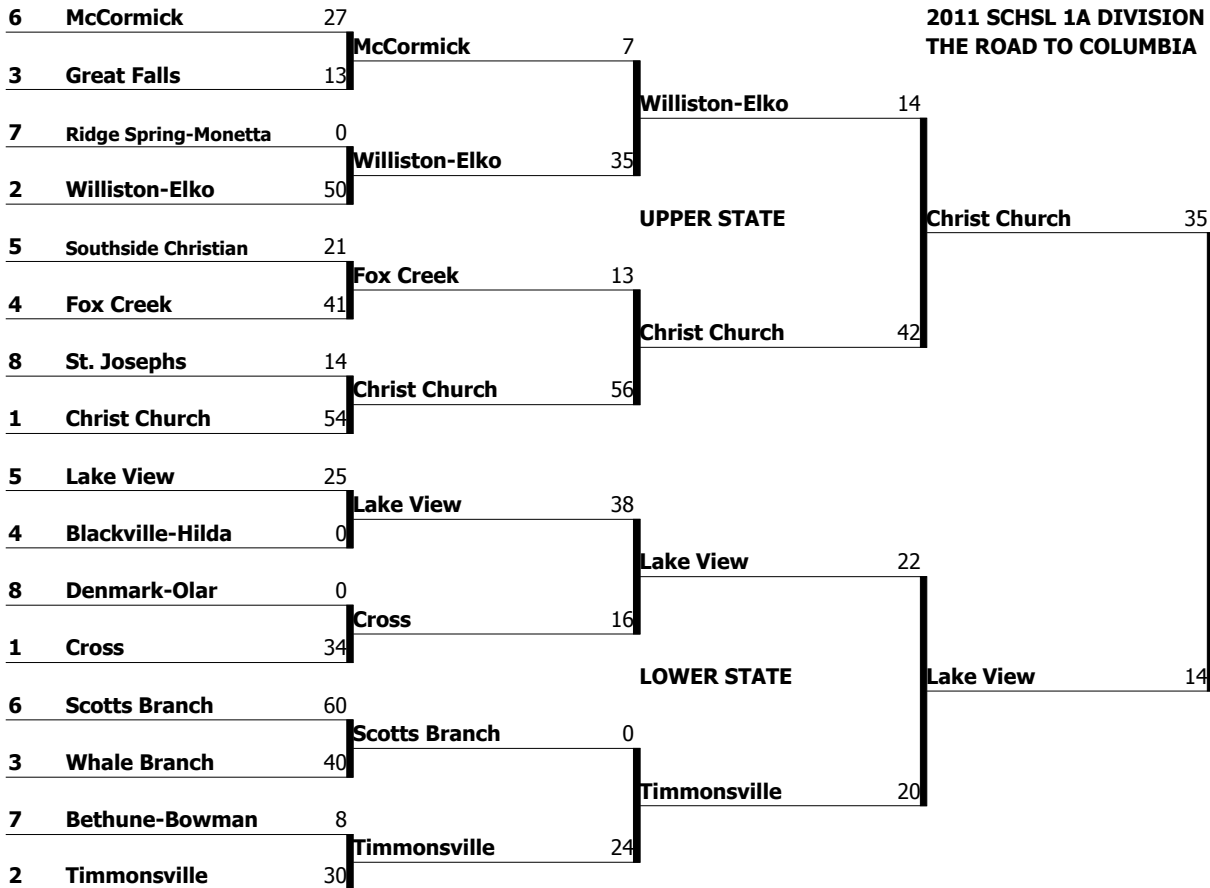 6 McCormick 27 2011 SCHSL 1A DIVISION
McCormick 7 THE ROAD TO COLUMBIA
3 Great Falls 13
Williston-Elko 14
7 Ridge Spring-Monetta 0
Williston-Elko 35
2 Williston-Elko 50
UPPER STATE Christ Church 35
5 Southside Christian 21
Fox Creek 13
4 Fox Creek 41
Christ Church 42
8 St. Josephs 14
Christ Church 56
1 Christ Church 54
5 Lake View 25
Lake View 38
4 Blackville-Hilda 0
Lake View 22
8 Denmark-Olar 0
Cross 16
1 Cross 34
LOWER STATE Lake View 14
6 Scotts Branch 60
Scotts Branch 0
3 Whale Branch 40
Timmonsville 20
7 Bethune-Bowman 8
Timmonsville 24
2 Timmonsville 30